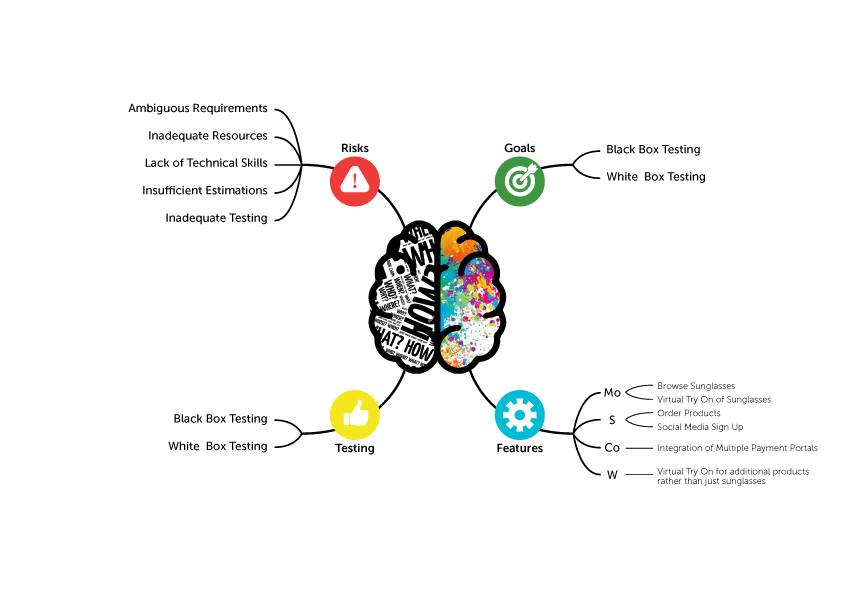 Risks
Ambiguous Requirements
Inadequate Resources
Lack of Technical Skills
Insufficient Estimations
Inadequate Testing
Goals
Black Box Testing
White  Box Testing
WH
WHAT?
WHEN?
WHO?
WHY?
WHERE?
HOW
HAT? HOW
Testing
Black Box Testing
White  Box Testing
Features
Mo
Browse Sunglasses
Virtual Try On of Sunglasses
S
Order Products
Social Media Sign Up
Co
Integration of Multiple Payment Portals
W
Virtual Try On for additional products
rather than just sunglasses